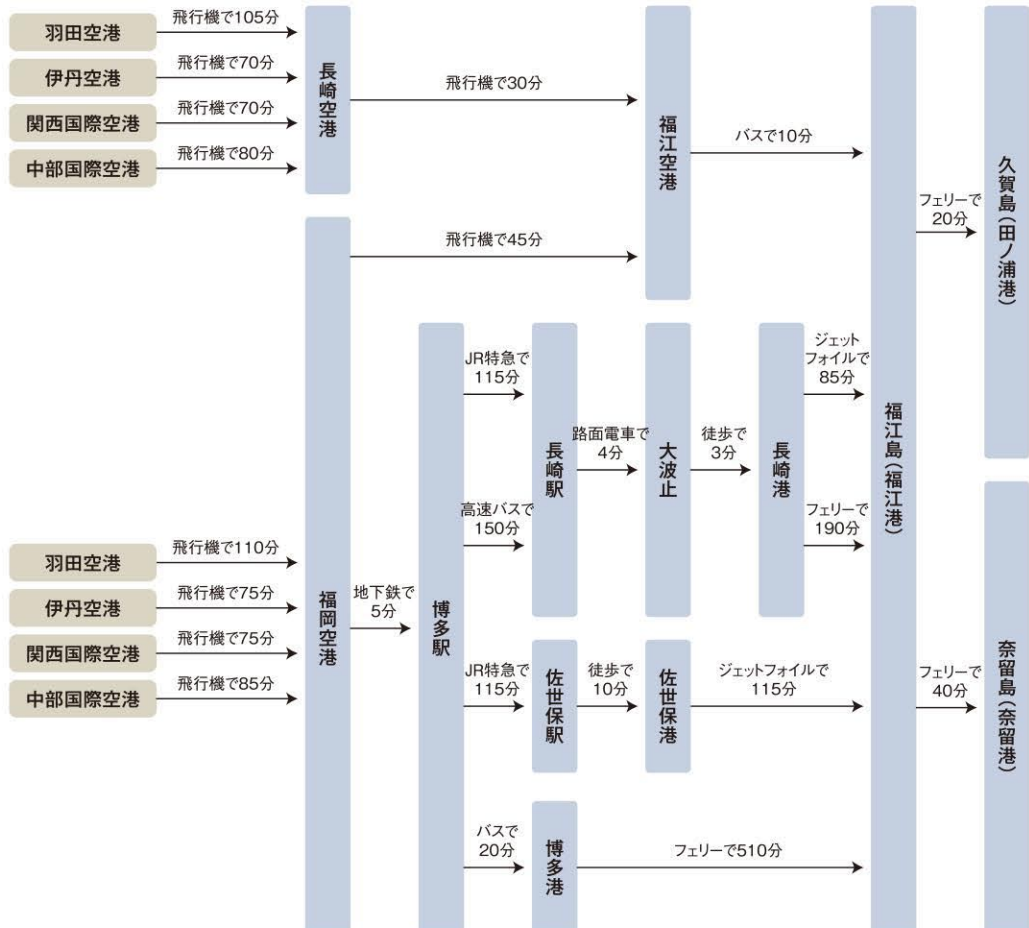 羽田空港
飛行機で105分
伊丹空港
飛行機で70分
関西国際空港
飛行機で70分
中部国際空港
飛行機で80分
長崎空港
飛行機で30分
福江空港
バスで10分
飛行機で45分
フェリーで
20分
久賀島（田ノ浦港）
JR特急で
115分
高速バスで
150分
長崎駅
路面電車で
4分
大波止
徒歩で
3分
長崎港
ジェット
フォイルで
85分
フェリーで
190分
福江島（福江港）
羽田空港
飛行機で110分
伊丹空港
飛行機で75分
関西国際空港
飛行機で75分
中部国際空港
飛行機で85分
福岡空港
地下鉄で
5分
博多駅
JR特急で
115分
佐世保駅
徒歩で
10分
佐世保港
ジェットフォイルで
115分
フェリーで
40分
奈留島（奈留港）
バスで
20分
博多港
フェリーで510分